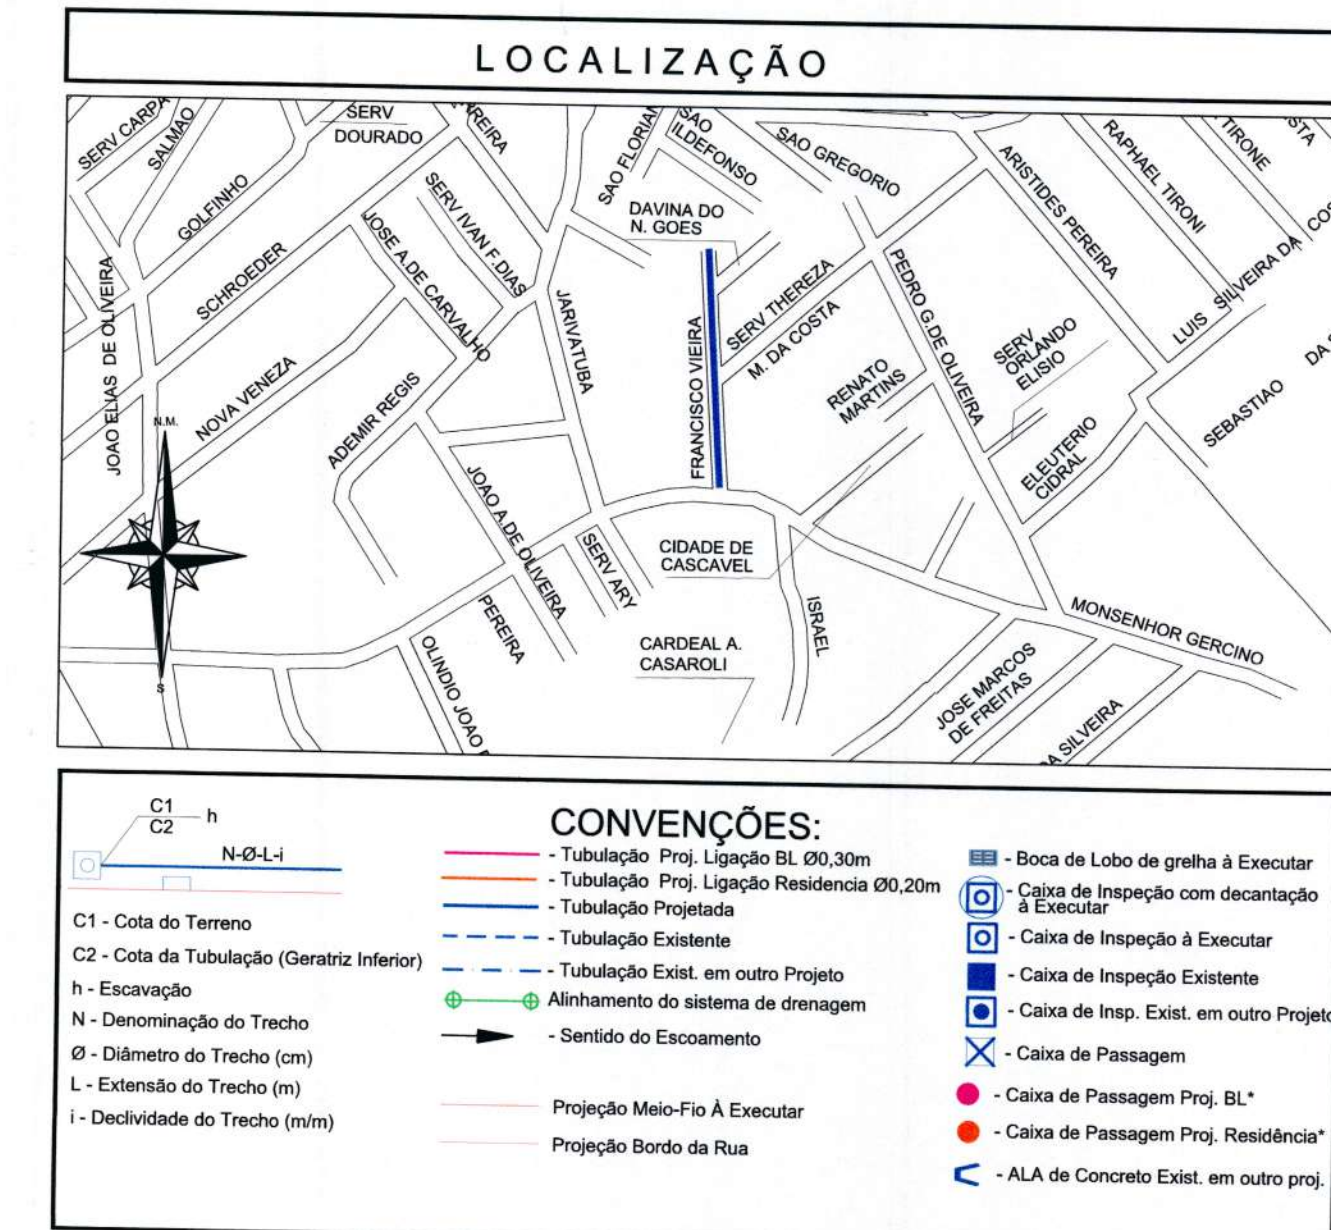 LOCALIZAÇÃO
SERV CARPA
SALMAO
SERV
DOURADO
GOLFINHO
SCHROEDER
JOAO ELIAS DE OLIVEIRA
NOVA VENEZA
JOSE A.DE CARVALHO
SERV IVAN F.DIAS
ADEMIR REGIS
JARIVATUBA
SAO FLORIAN
SAO
ILDEFONSO
SAO GREGORIO
DAVINA DO
N. GOES
FRANCISCO VIEIRA
SERV THEREZA
M. DA COSTA
RENATO
MARTINS
PEDRO G.DE OLIVEIRA
ARISTIDES PEREIRA
RAPHAEL TIRONI
TIRONE
LUIS SILVEIRA DA COS
SERV
ORLANDO
ELISIO
ELEUTERIO
CIDRAL
SEBASTIAO DA
N.M.
S
JOAO A.DE OLIVEIRA
SERV ARY
PEREIRA
OLINDIO JOAO
CIDADE DE
CASCAVEL
CARDEAL A.
CASAROLI
ISRAEL
MONSENHOR GERCINO
JOSE MARCOS
DE FREITAS
DA SILVEIRA
CONVENÇÕES:
C1
C2
h
N-Ø-L-i
C1 - Cota do Terreno
C2 - Cota da Tubulação (Geratriz Inferior)
h - Escavação
N - Denominação do Trecho
Ø - Diâmetro do Trecho (cm)
L - Extensão do Trecho (m)
i - Declividade do Trecho (m/m)
- Tubulação Proj. Ligação BL Ø0,30m
- Tubulação Proj. Ligação Residencia Ø0,20m
- Tubulação Projetada
- Tubulação Existente
- Tubulação Exist. em outro Projeto
Alinhamento do sistema de drenagem
- Sentido do Escoamento
Projeção Meio-Fio À Executar
Projeção Bordo da Rua
- Boca de Lobo de grelha à Executar
- Caixa de Inspeção com decantação
à Executar
- Caixa de Inspeção à Executar
- Caixa de Inspeção Existente
- Caixa de Insp. Exist. em outro Projeto
- Caixa de Passagem
- Caixa de Passagem Proj. BL*
- Caixa de Passagem Proj. Residência*
- ALA de Concreto Exist. em outro proj.